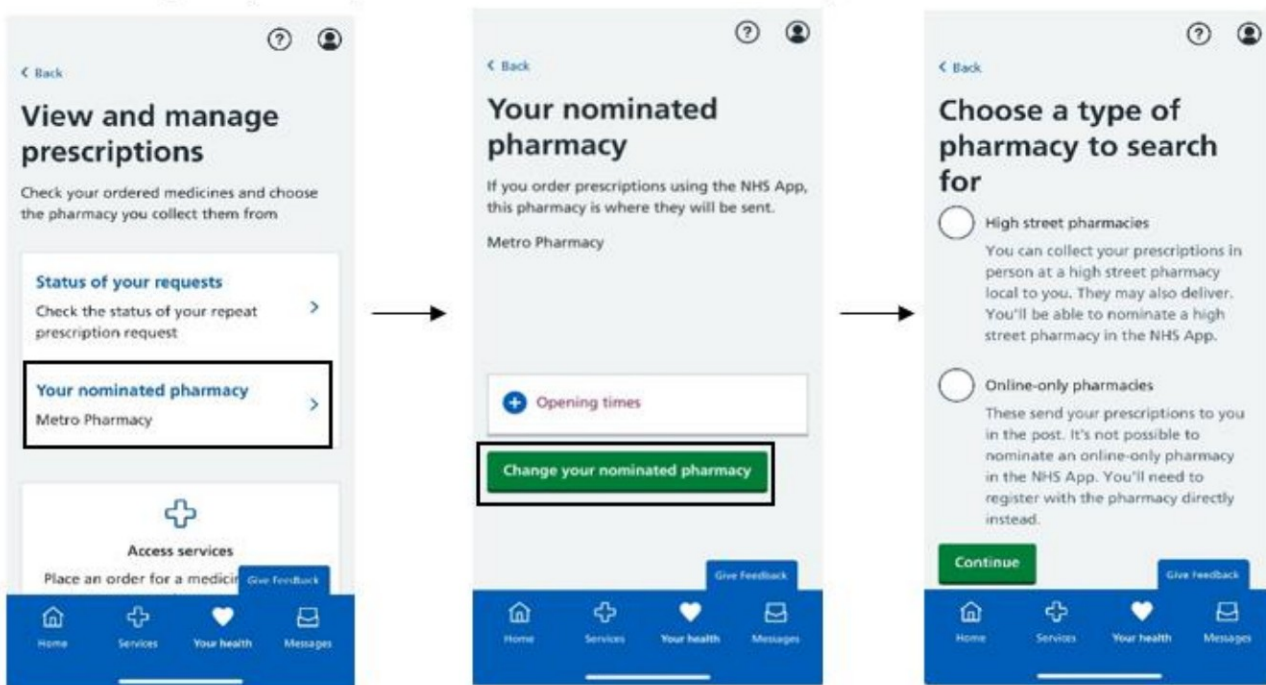 < Back
View and manage
prescriptions
Check your ordered medicines and choose
the pharmacy you collect them from
Status of your requests
Check the status of your repeat
prescription request
Your nominated pharmacy
Metro Pharmacy
Access services
Place an order for a medicin
Give Feedback
Home
Services
Your health
Messages
< Back
Your nominated
pharmacy
If you order prescriptions using the NHS App,
this pharmacy is where they will be sent.
Metro Pharmacy
Opening times
Change your nominated pharmacy
Give Feedback
Home
Services
Your health
Messages
< Back
Choose a type of
pharmacy to search
for
High street pharmacies
You can collect your prescriptions in
person at a high street pharmacy
local to you. They may also deliver.
You'll be able to nominate a high
street pharmacy in the NHS App.
Online-only pharmacies
These send your prescriptions to you
in the post. It's not possible to
nominate an online-only pharmacy
in the NHS App. You'll need to
register with the pharmacy directly
instead.
Continue
Give Feedback
Home
Services
Your health
Messages